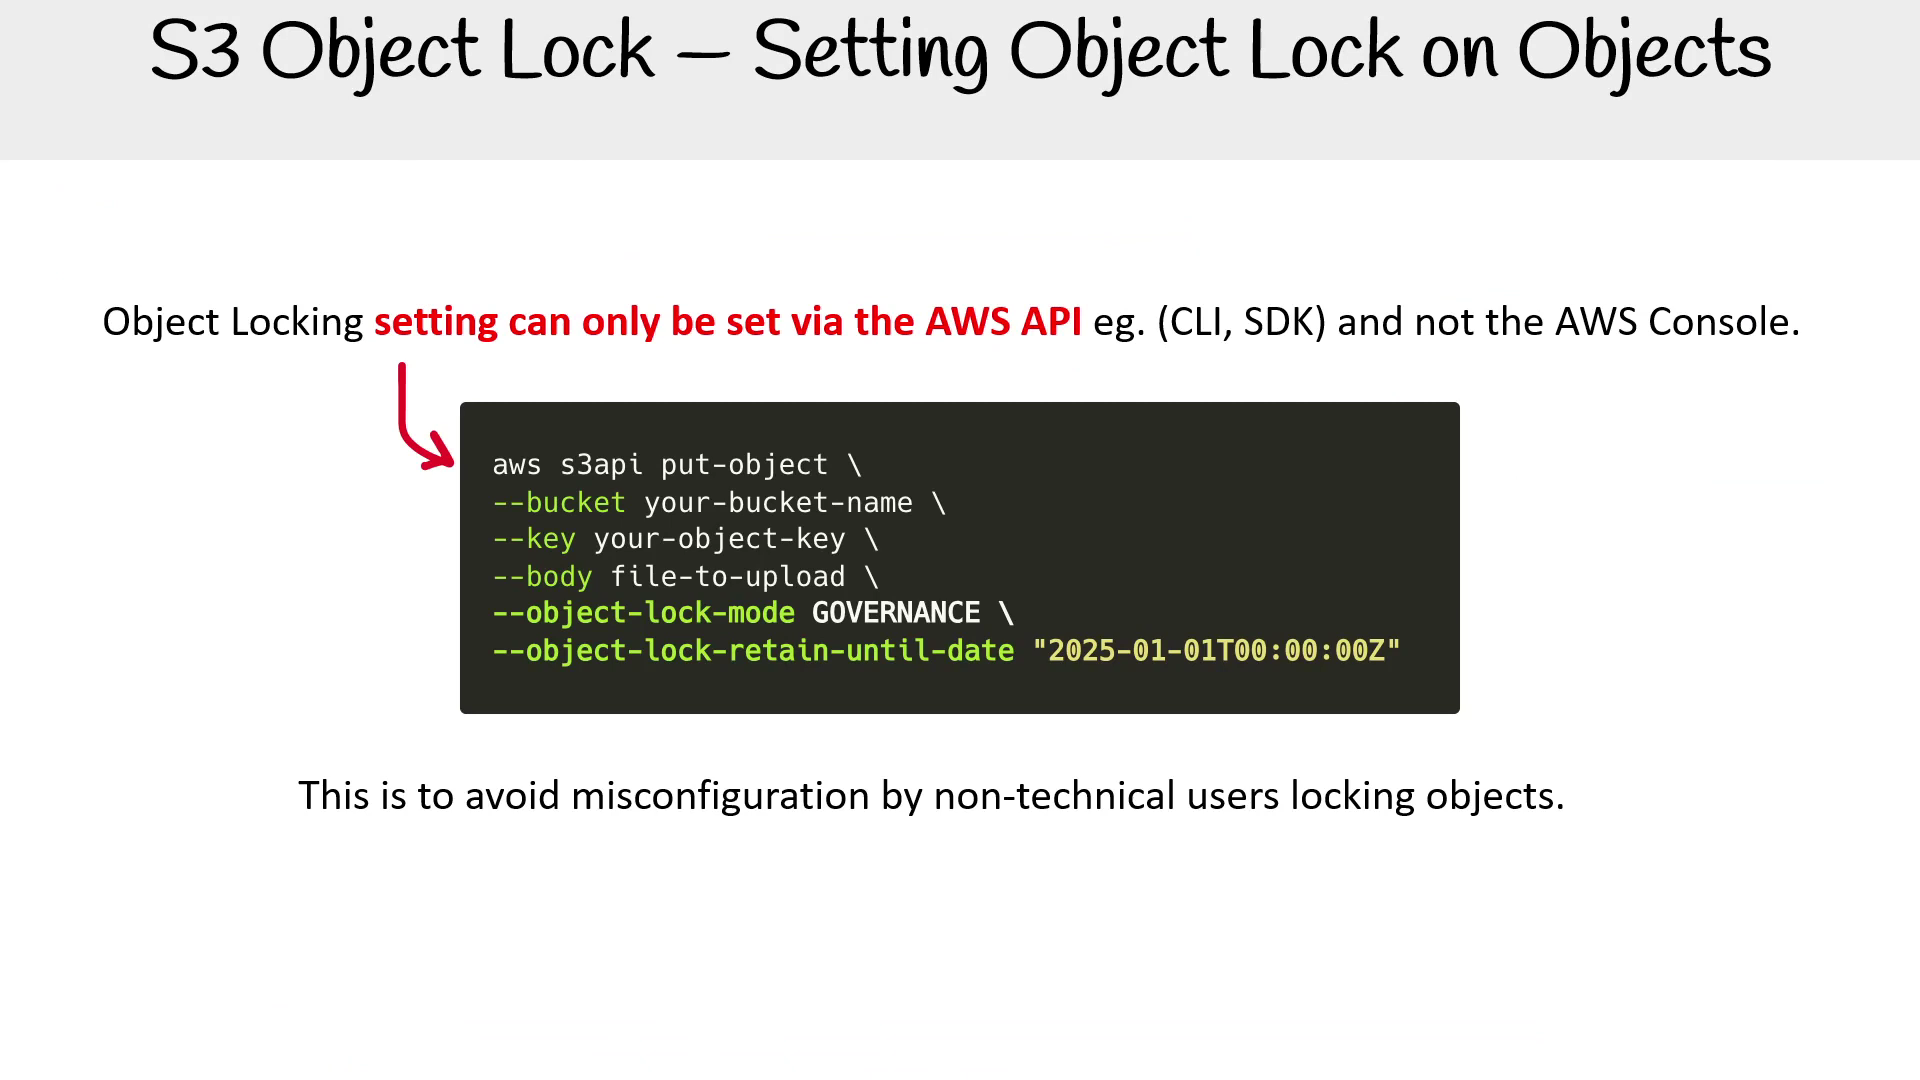 S3 Object Lock – Setting Object Lock on Objects
Object Locking setting can only be set via the AWS API eg. (CLI, SDK) and not the AWS Console.
aws s3api put-object \
--bucket your-bucket-name \
--key your-object-key \
--body file-to-upload \
--object-lock-mode GOVERNANCE \
--object-lock-retain-until-date "2025-01-01T00:00:00Z"
This is to avoid misconfiguration by non-technical users locking objects.